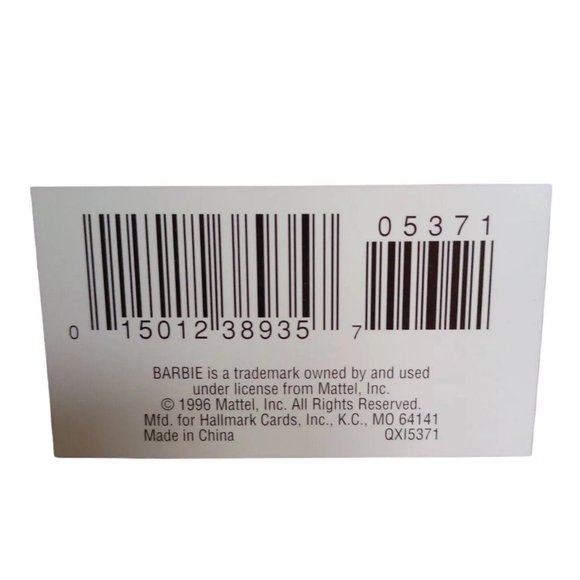 05371
0 15012 38935 7
BARBIE is a trademark owned by and used
under license from Mattel, Inc.
© 1996 Mattel, Inc. All Rights Reserved.
Mfd. for Hallmark Cards, Inc., K.C., MO 64141
Made in China QXI5371